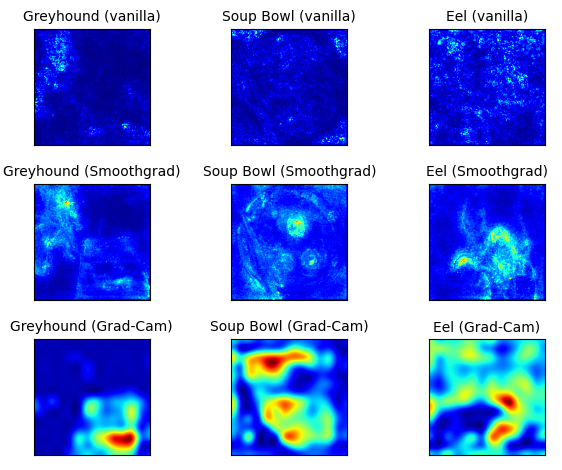 Greyhound (vanilla)
Soup Bowl (vanilla)
Eel (vanilla)
Greyhound (Smoothgrad)
Soup Bowl (Smoothgrad)
Eel (Smoothgrad)
Greyhound (Grad-Cam)
Soup Bowl (Grad-Cam)
Eel (Grad-Cam)